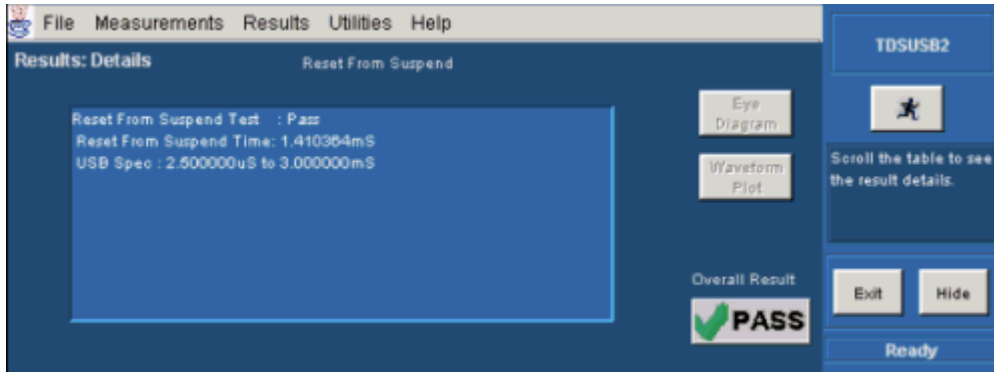 File Measurements Results Utilities Help
TDSUSB2
Results: Details
Reset From Suspend
Reset From Suspend Test : Pass
Reset From Suspend Time: 1.410364mS
USB Spec : 2.500000uS to 3.000000mS
Eye
Diagram
Waveform
Plot
Scroll the table to see
the result details.
Overall Result
PASS
Exit
Hide
Ready